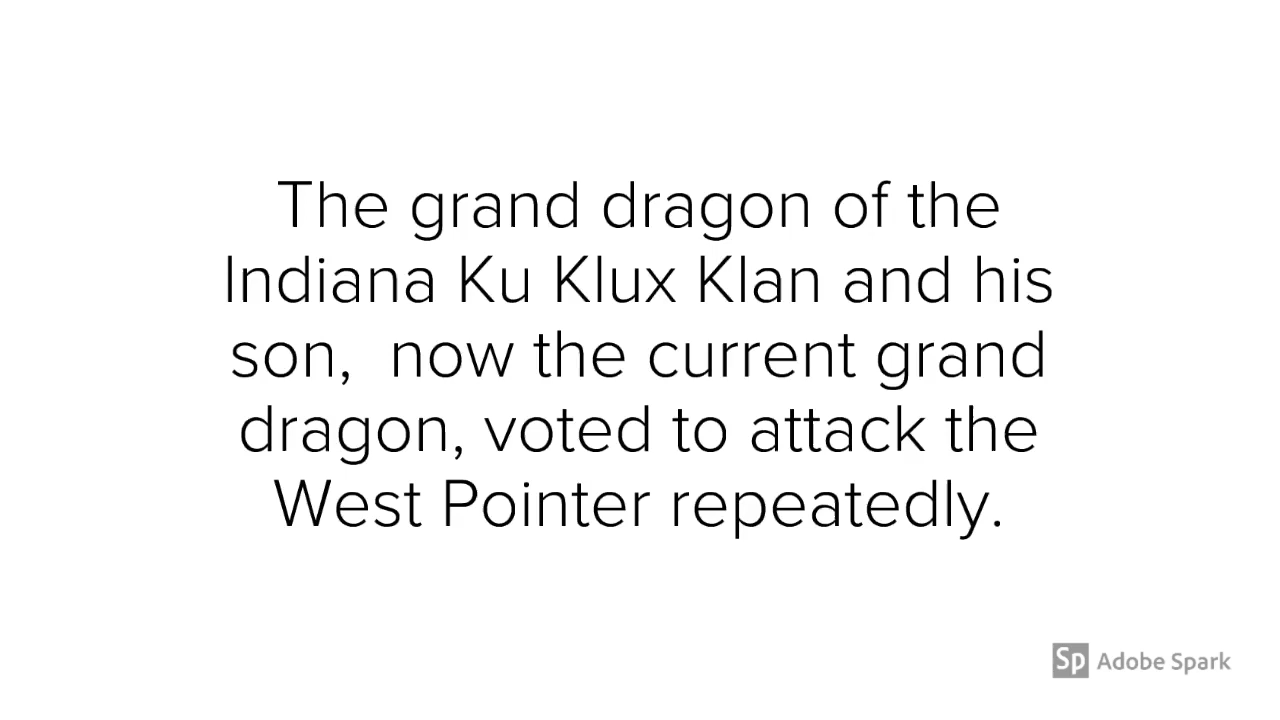 The grand dragon of the
Indiana Ku Klux Klan and his
son,  now the current grand
dragon, voted to attack the
West Pointer repeatedly.
Sp Adobe Spark